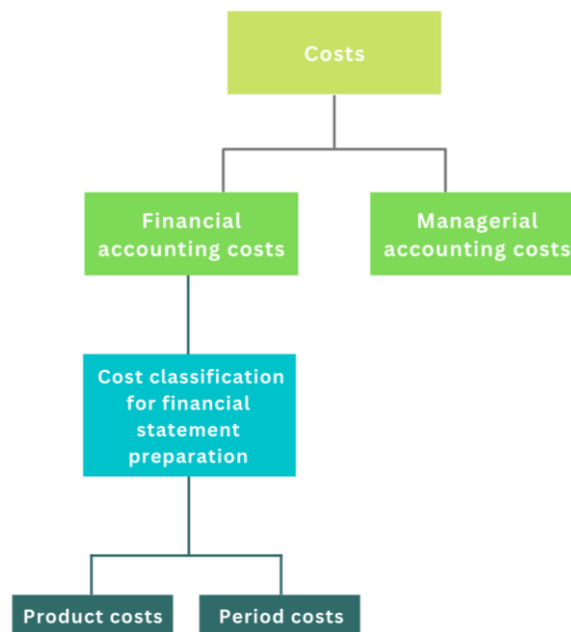 Costs
Financial
accounting costs
Managerial
accounting costs
Cost classification
for financial
statement
preparation
Product costs
Period costs